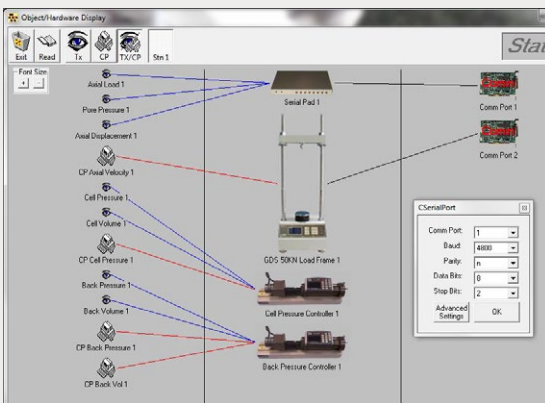 Object/Hardware Display
Exit
Read
Tx
CP
TX/CP
Stn 1
Stat
Font Size
+
-
Axial Load 1
Pore Pressure 1
Axial Displacement 1
CP Axial Velocity 1
Cell Pressure 1
Cell Volume 1
CP Cell Pressure 1
Back Pressure 1
Back Volume 1
CP Back Pressure 1
CP Back Vol 1
Serial Pad 1
GDS 50KN Load Frame 1
Cell Pressure Controller 1
Back Pressure Controller 1
Comm
Comm Port 1
Comm
Comm Port 2
CSerialPort
Comm Port: 1
Baud: 4800
Parity: n
Data Bits: 8
Stop Bits: 2
Advanced
Settings
OK